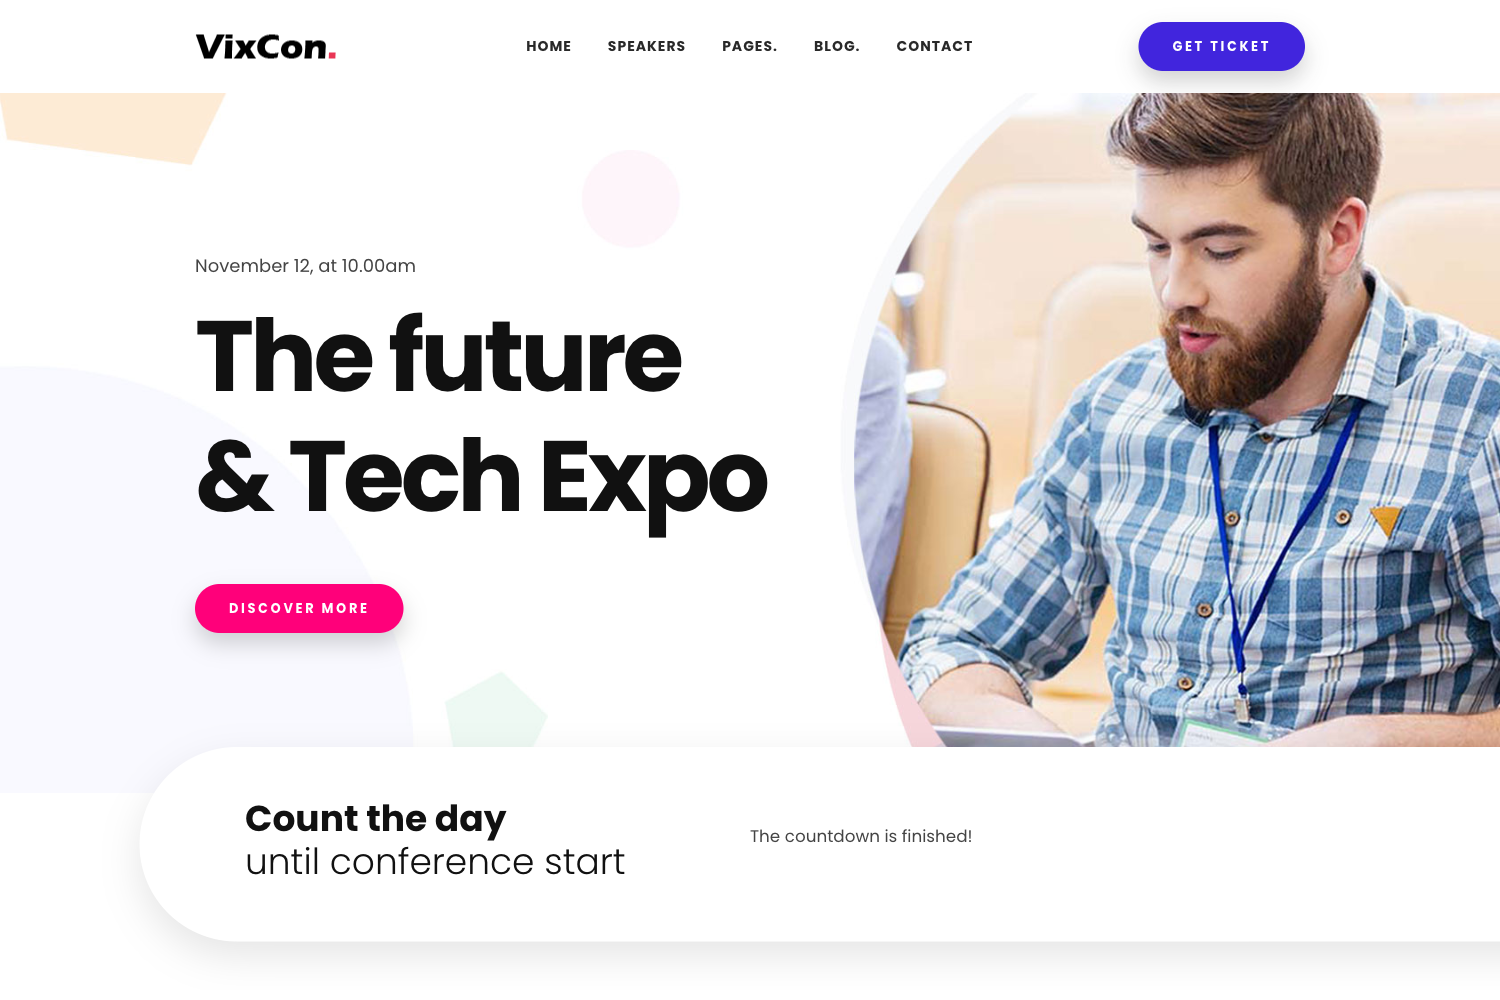 VixCon.
HOME
SPEAKERS
PAGES.
BLOG.
CONTACT
GET TICKET
November 12, at 10.00am
The future
& Tech Expo
DISCOVER MORE
Count the day
until conference start
The countdown is finished!